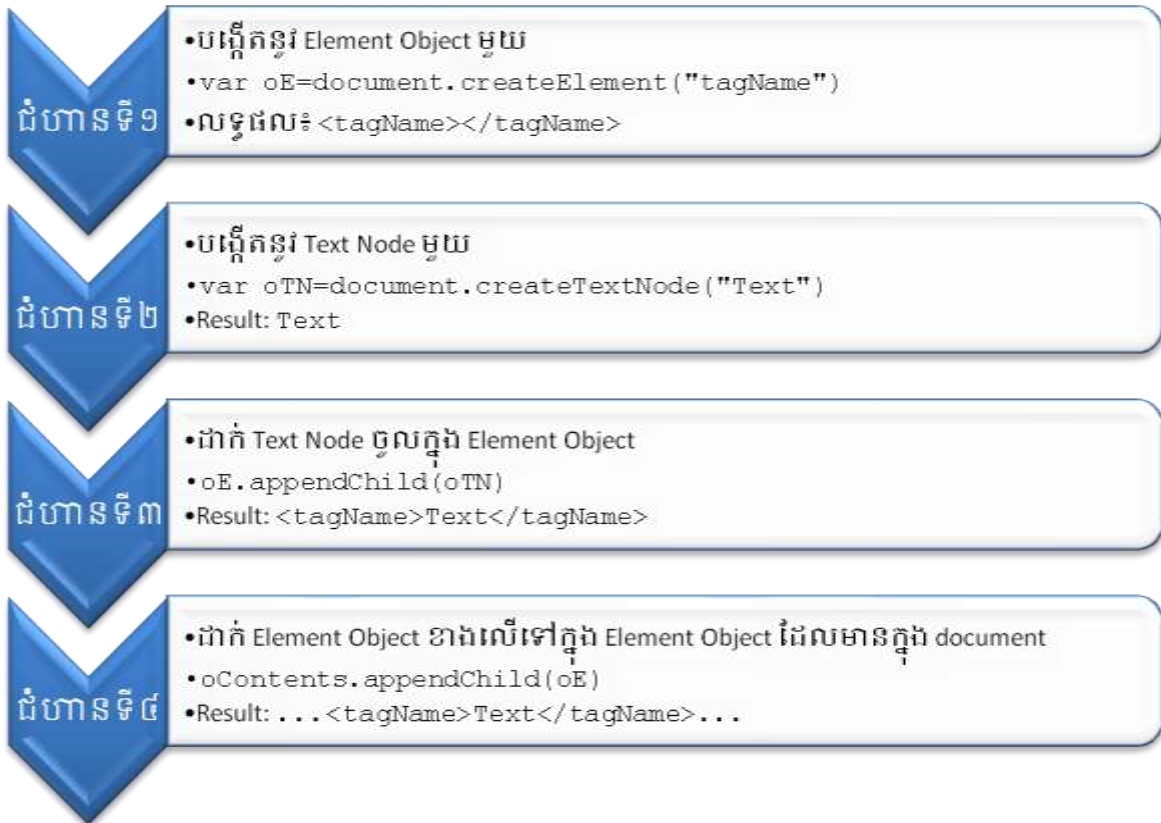 ជំហានទី១
•បង្កើតនូវ Element Object មួយ
•var oE=document.createElement("tagName")
•លទ្ធផល៖ <tagName></tagName>
ជំហានទី២
•បង្កើតនូវ Text Node មួយ
•var oTN=document.createTextNode("Text")
•Result: Text
ជំហានទី៣
•ដាក់ Text Node ចូលក្នុង Element Object
•oE.appendChild(oTN)
•Result: <tagName>Text</tagName>
ជំហានទី៤
•ដាក់ Element Object ខាងលើទៅក្នុង Element Object ដែលមានក្នុង document
•oContents.appendChild(oE)
•Result: ...<tagName>Text</tagName>...